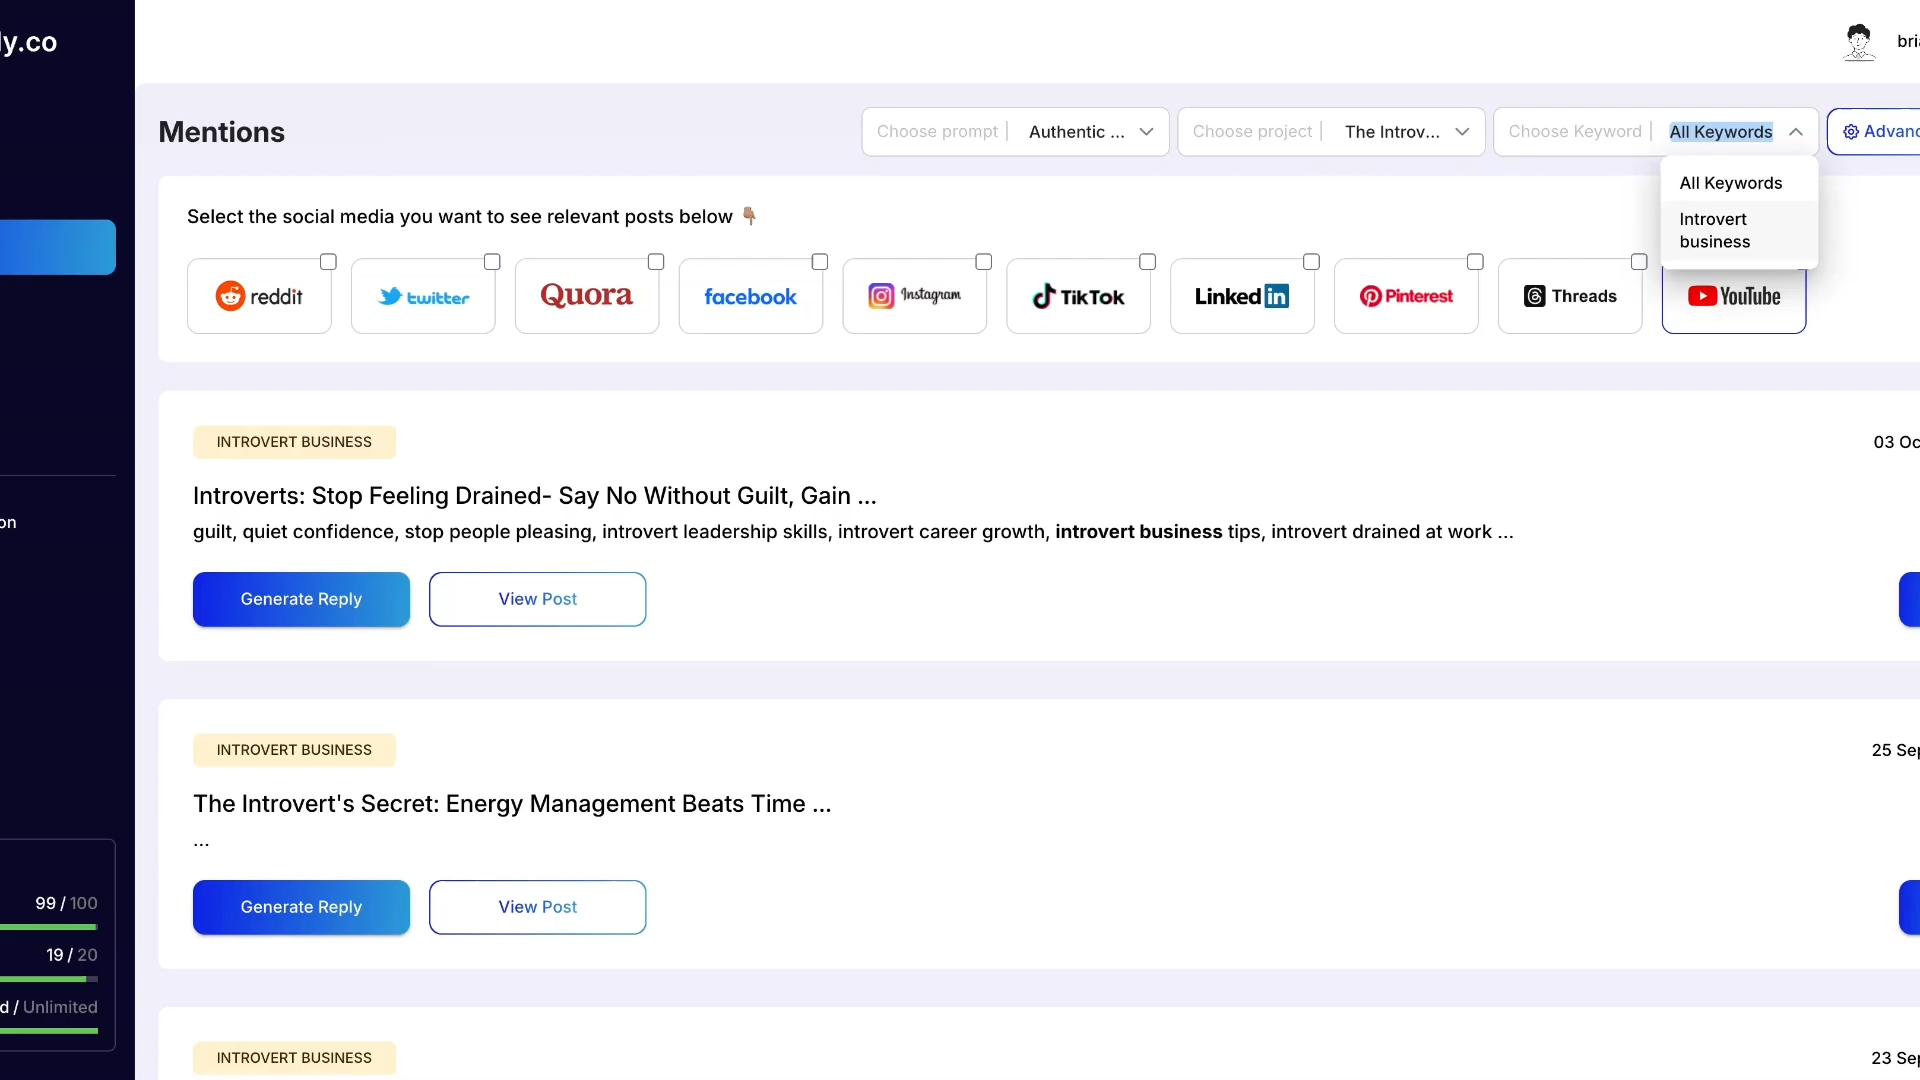 ly.co
bria
Mentions
Choose prompt
Authentic ...
Choose project
The Introv...
Choose Keyword
All Keywords
Advanc
All Keywords
Introvert
business
Select the social media you want to see relevant posts below
reddit
twitter
Quora
facebook
Instagram
TikTok
Linked in
Pinterest
Threads
YouTube
INTROVERT BUSINESS
03 Oc
Introverts: Stop Feeling Drained- Say No Without Guilt, Gain ...
guilt, quiet confidence, stop people pleasing, introvert leadership skills, introvert career growth, introvert business tips, introvert drained at work ...
Generate Reply
View Post
on
INTROVERT BUSINESS
25 Sep
The Introvert's Secret: Energy Management Beats Time ...
...
Generate Reply
View Post
99 / 100
19 / 20
d / Unlimited
INTROVERT BUSINESS
23 Sep